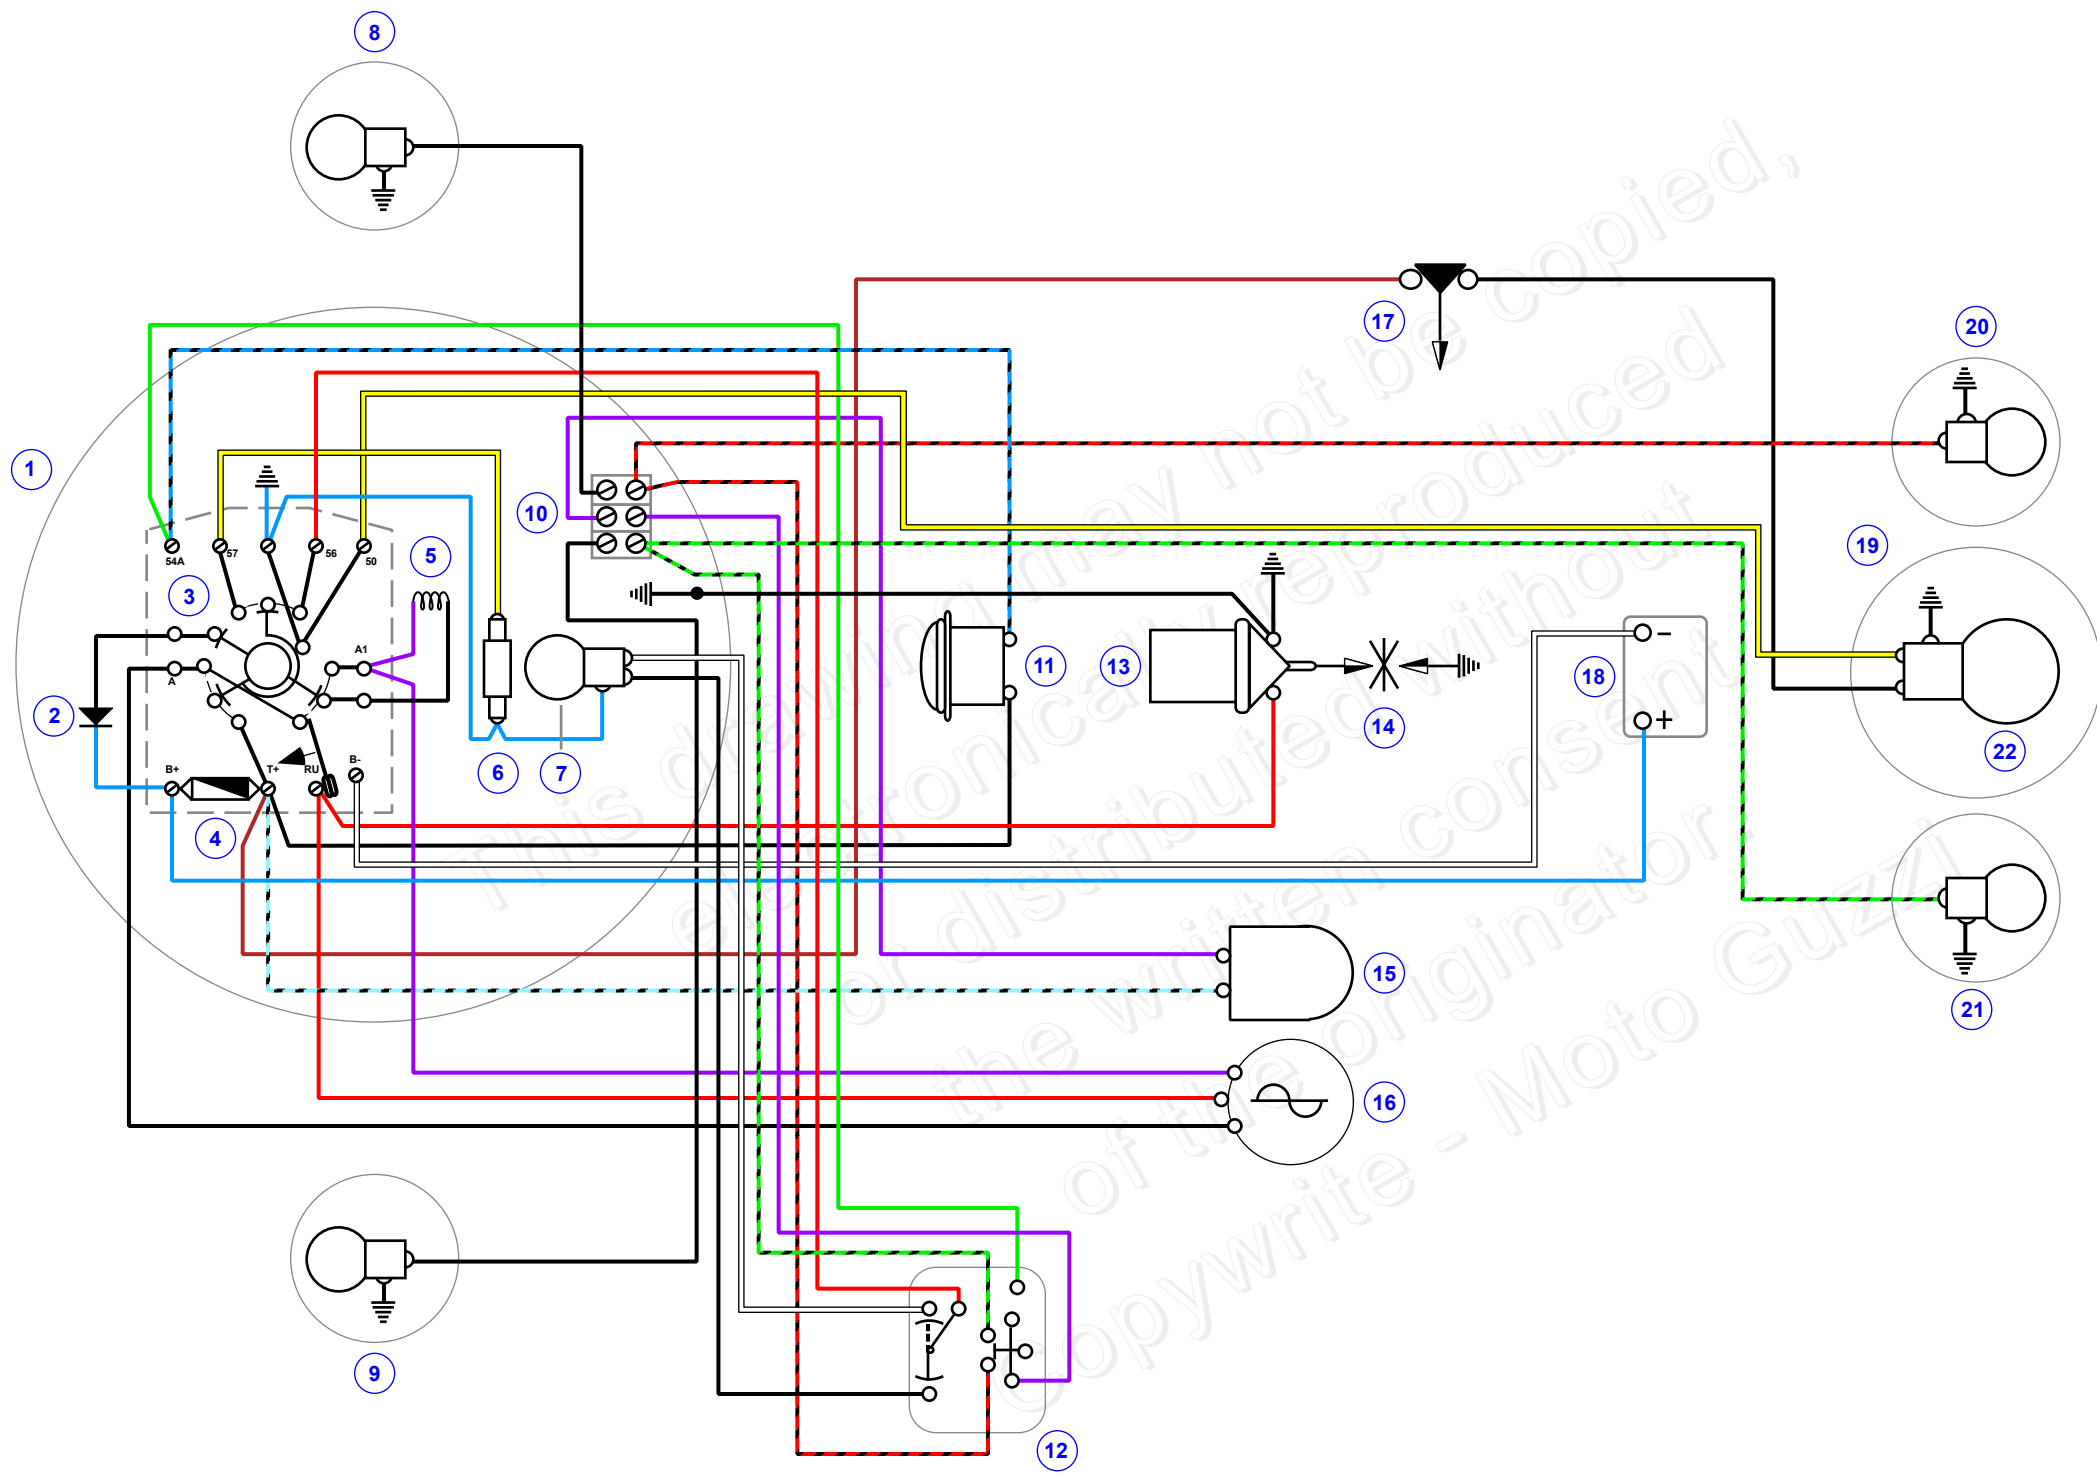 8
17
20
1
10
19
5
3
54A
57
56
50
A1
A
11
13
18
−
+
14
2
22
6
7
B+
T+
RU
B-
4
15
21
16
9
12
This drawing may not be copied,
electronically reproduced
or distributed without
the written consent
of the originator.
Copywrite - Moto Guzzi